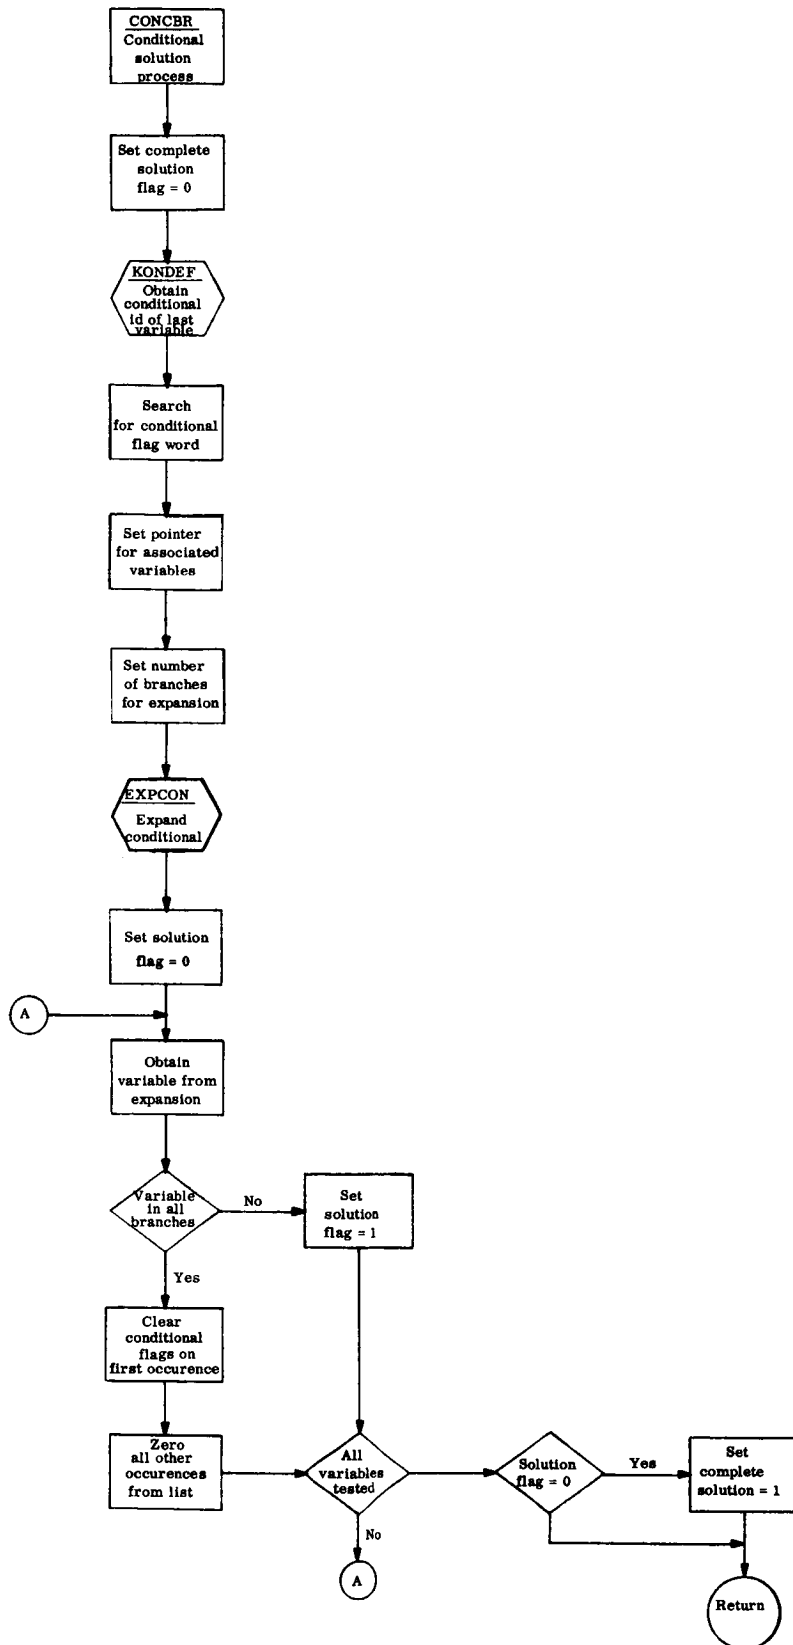 CONCBR
Conditional
solution
process
Set complete
solution
flag = 0
KONDEF
Obtain
conditional
id of last
variable
Search
for conditional
flag word
Set pointer
for associated
variables
Set number
of branches
for expansion
EXPCON
Expand
conditional
Set solution
flag = 0
A
Obtain
variable from
expansion
Variable
in all
branches
No
Set
solution
flag = 1
Yes
Clear
conditional
flags on
first occurence
Zero
all other
occurences
from list
All
variables
tested
Solution
flag = 0
Yes
Set
complete
solution = 1
No
A
Return